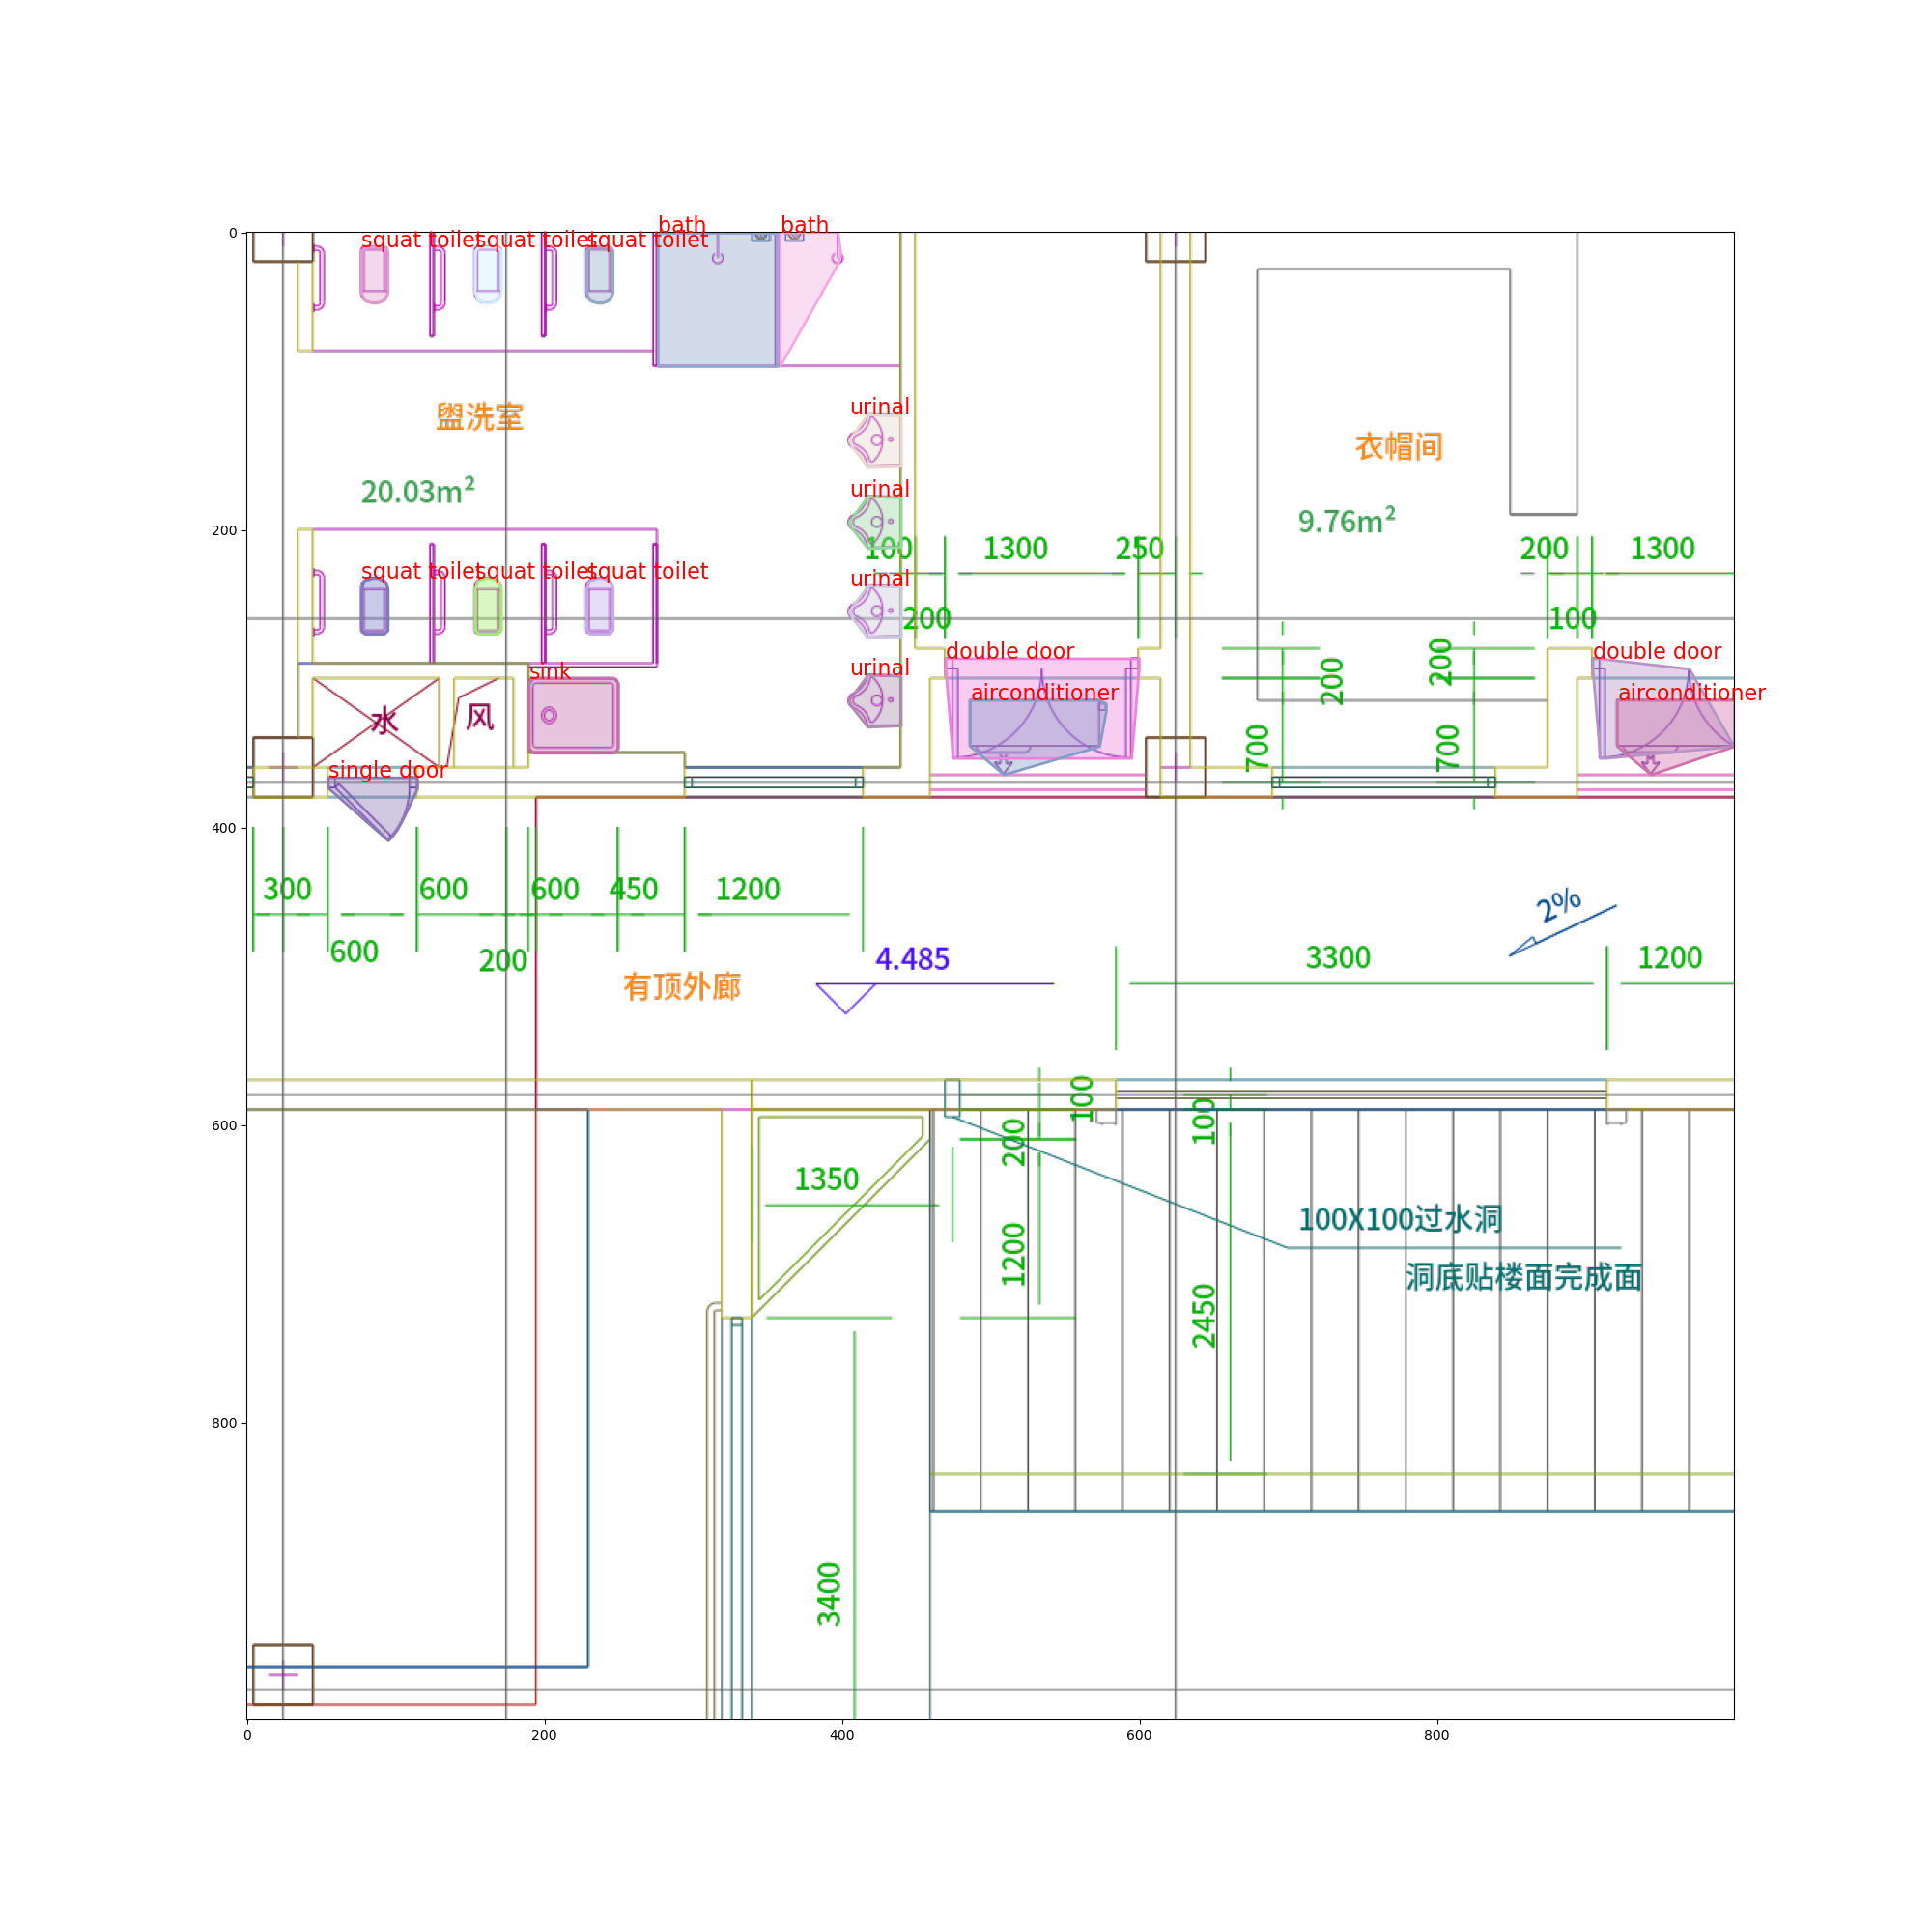 bath bath
squat toilet squat toilet squat toilet
0
urinal
盥洗室
衣帽间
20.03m²
urinal
9.76m²
200
100 1300 250 200 1300
squat toilet squat toilet squat toilet urinal
200 100
double door double door
200 200
sink urinal
airconditioner airconditioner
水 风
700 700
single door
400
300 600 600 450 1200
2%
600 200
4.485
3300 1200
有顶外廊
100
100
600
200
1350
100X100过水洞
1200
洞底贴楼面完成面
2450
800
3400
0 200 400 600 800